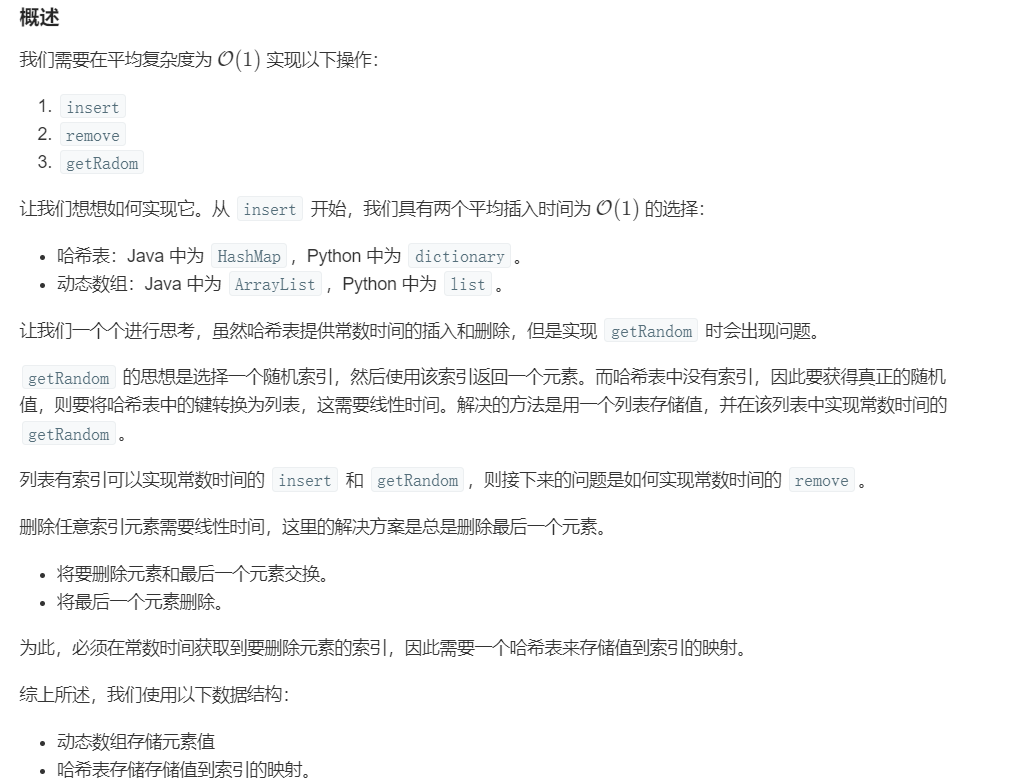 概述
我们需要在平均复杂度为 O(1) 实现以下操作：
1. insert
2. remove
3. getRadom
让我们想想如何实现它。从 insert 开始，我们具有两个平均插入时间为 O(1) 的选择：
• 哈希表：Java 中为 HashMap，Python 中为 dictionary。
• 动态数组：Java 中为 ArrayList，Python 中为 list。
让我们一个个进行思考，虽然哈希表提供常数时间的插入和删除，但是实现 getRandom 时会出现问题。
getRandom 的思想是选择一个随机索引，然后使用该索引返回一个元素。而哈希表中没有索引，因此要获得真正的随机
值，则要将哈希表中的键转换为列表，这需要线性时间。解决的方法是用一个列表存储值，并在该列表中实现常数时间的
getRandom。
列表有索引可以实现常数时间的 insert 和 getRandom，则接下来的问题是如何实现常数时间的 remove。
删除任意索引元素需要线性时间，这里的解决方案是总是删除最后一个元素。
• 将要删除元素和最后一个元素交换。
• 将最后一个元素删除。
为此，必须在常数时间获取到要删除元素的索引，因此需要一个哈希表来存储值到索引的映射。
综上所述，我们使用以下数据结构：
• 动态数组存储元素值
• 哈希表存储存储值到索引的映射。